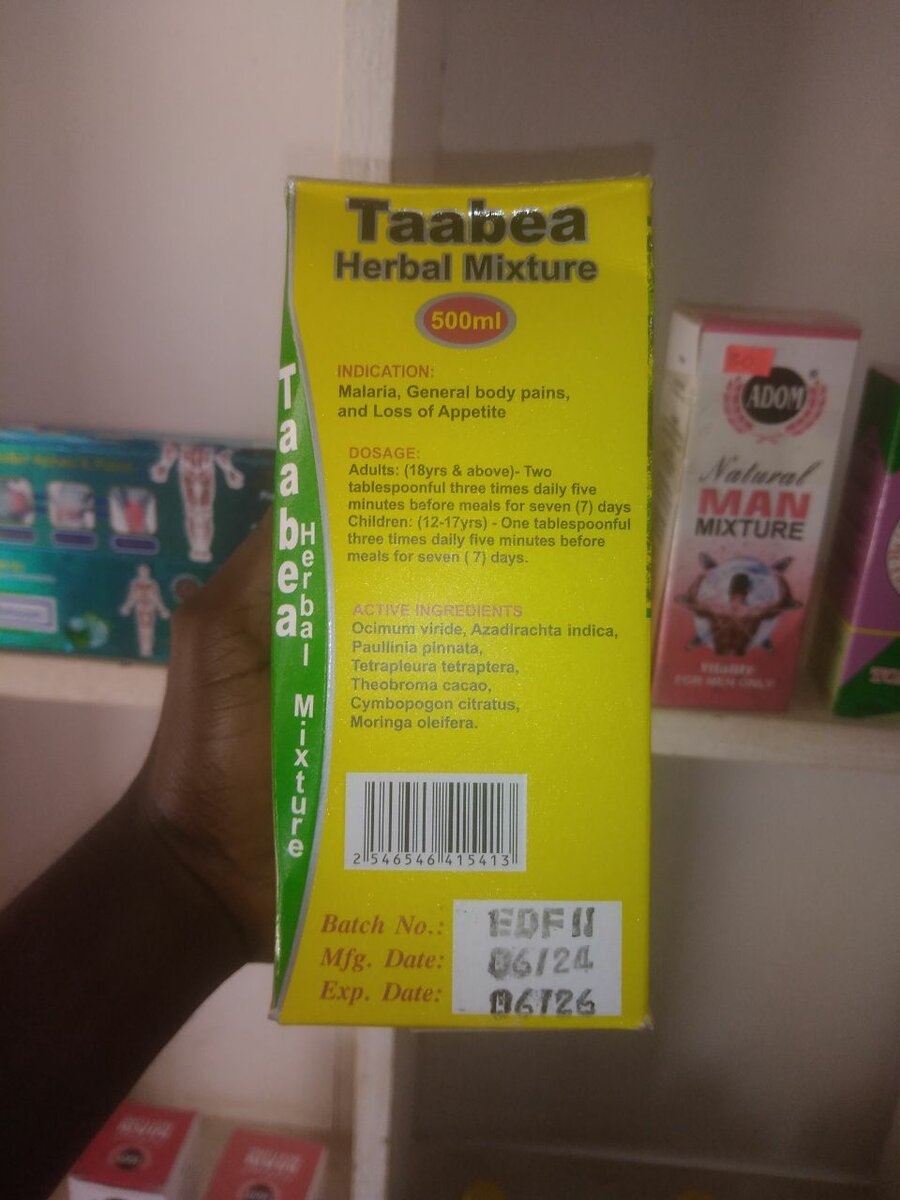 Taabea
Herbal Mixture
500ml
INDICATION:
Malaria, General body pains,
and Loss of Appetite
DOSAGE:
Adults: (18yrs & above)- Two
tablespoonful three times daily five
minutes before meals for seven (7) days
Children: (12-17yrs) - One tablespoonful
three times daily five minutes before
meals for seven ( 7) days.
ACTIVE INGREDIENTS
Ocimum viride, Azadirachta indica,
Paullinia pinnata,
Tetrapleura tetraptera,
Theobroma cacao,
Cymbopogon citratus,
Moringa oleifera.
2 546546 415413
Batch No.: EDF11
Mfg. Date: 06/24
Exp. Date: 06/26
Taabea
Herbal Mixture
ADOM
Natural
MAN
MIXTURE
Vitality
FOR MEN ONLY